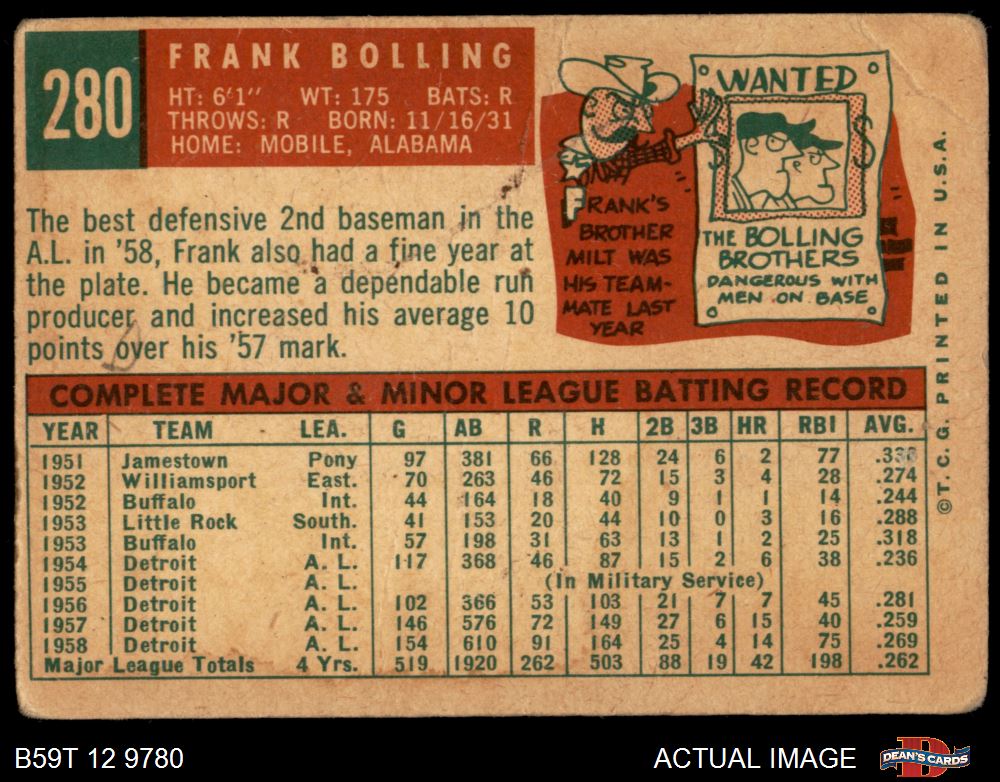 280
FRANK BOLLING
HT: 6'1" WT: 175 BATS: R
THROWS: R BORN: 11/16/31
HOME: MOBILE, ALABAMA
The best defensive 2nd baseman in the
A.L. in '58, Frank also had a fine year at
the plate. He became a dependable run
producer and increased his average 10
points over his '57 mark.
FRANK'S
BROTHER
MILT WAS
HIS TEAM-
MATE LAST
YEAR
WANTED
$ $
THE BOLLING
BROTHERS
DANGEROUS WITH
MEN ON BASE
©T.C.G. PRINTED IN U.S.A.
COMPLETE MAJOR & MINOR LEAGUE BATTING RECORD
YEAR TEAM LEA. G AB R H 2B 3B HR RBI AVG.
1951 Jamestown Pony 97 381 66 128 24 6 2 77
1952 Williamsport East. 70 263 46 72 15 3 4 28 .274
1952 Buffalo Int. 44 164 18 40 9 1 1 14 .244
1953 Little Rock South. 41 153 20 44 10 0 3 16 .288
1953 Buffalo Int. 57 198 31 63 13 1 2 25 .318
1954 Detroit A. L. 117 368 46 87 15 2 6 38 .236
1955 Detroit A. L. (In Military Service)
1956 Detroit A. L. 102 366 53 103 21 7 7 45 .281
1957 Detroit A. L. 146 576 72 149 27 6 15 40 .259
1958 Detroit A. L. 154 610 91 164 25 4 14 75 .269
Major League Totals 4 Yrs. 519 1920 262 503 88 19 42 198 .262
B59T 12 9780
ACTUAL IMAGE
DEAN'S CARDS